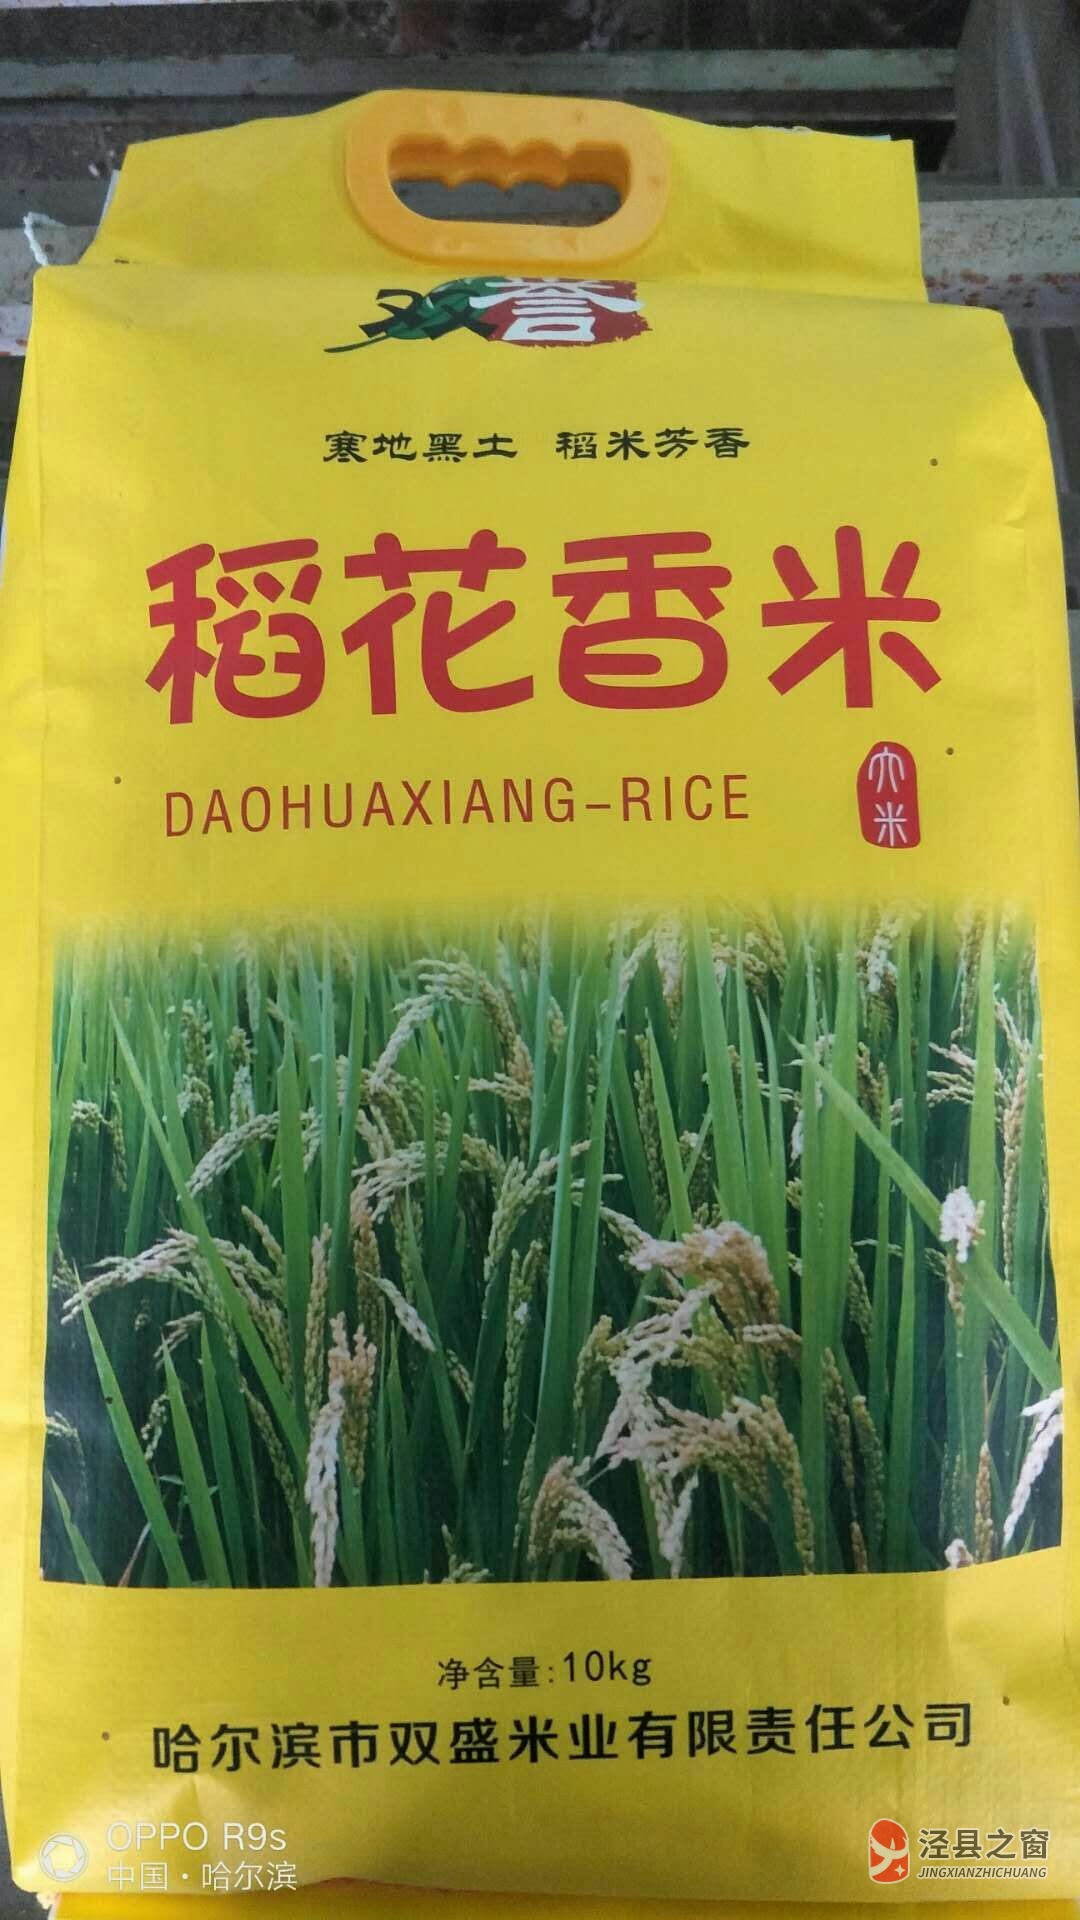 双誉
寒地黑土 稻米芳香
稻花香米
DAOHUAXIANG-RICE
大米
净含量:10kg
哈尔滨市双盛米业有限责任公司
OPPO R9s
中国·哈尔滨
泾县之窗
JINGXIANZHICHUANG